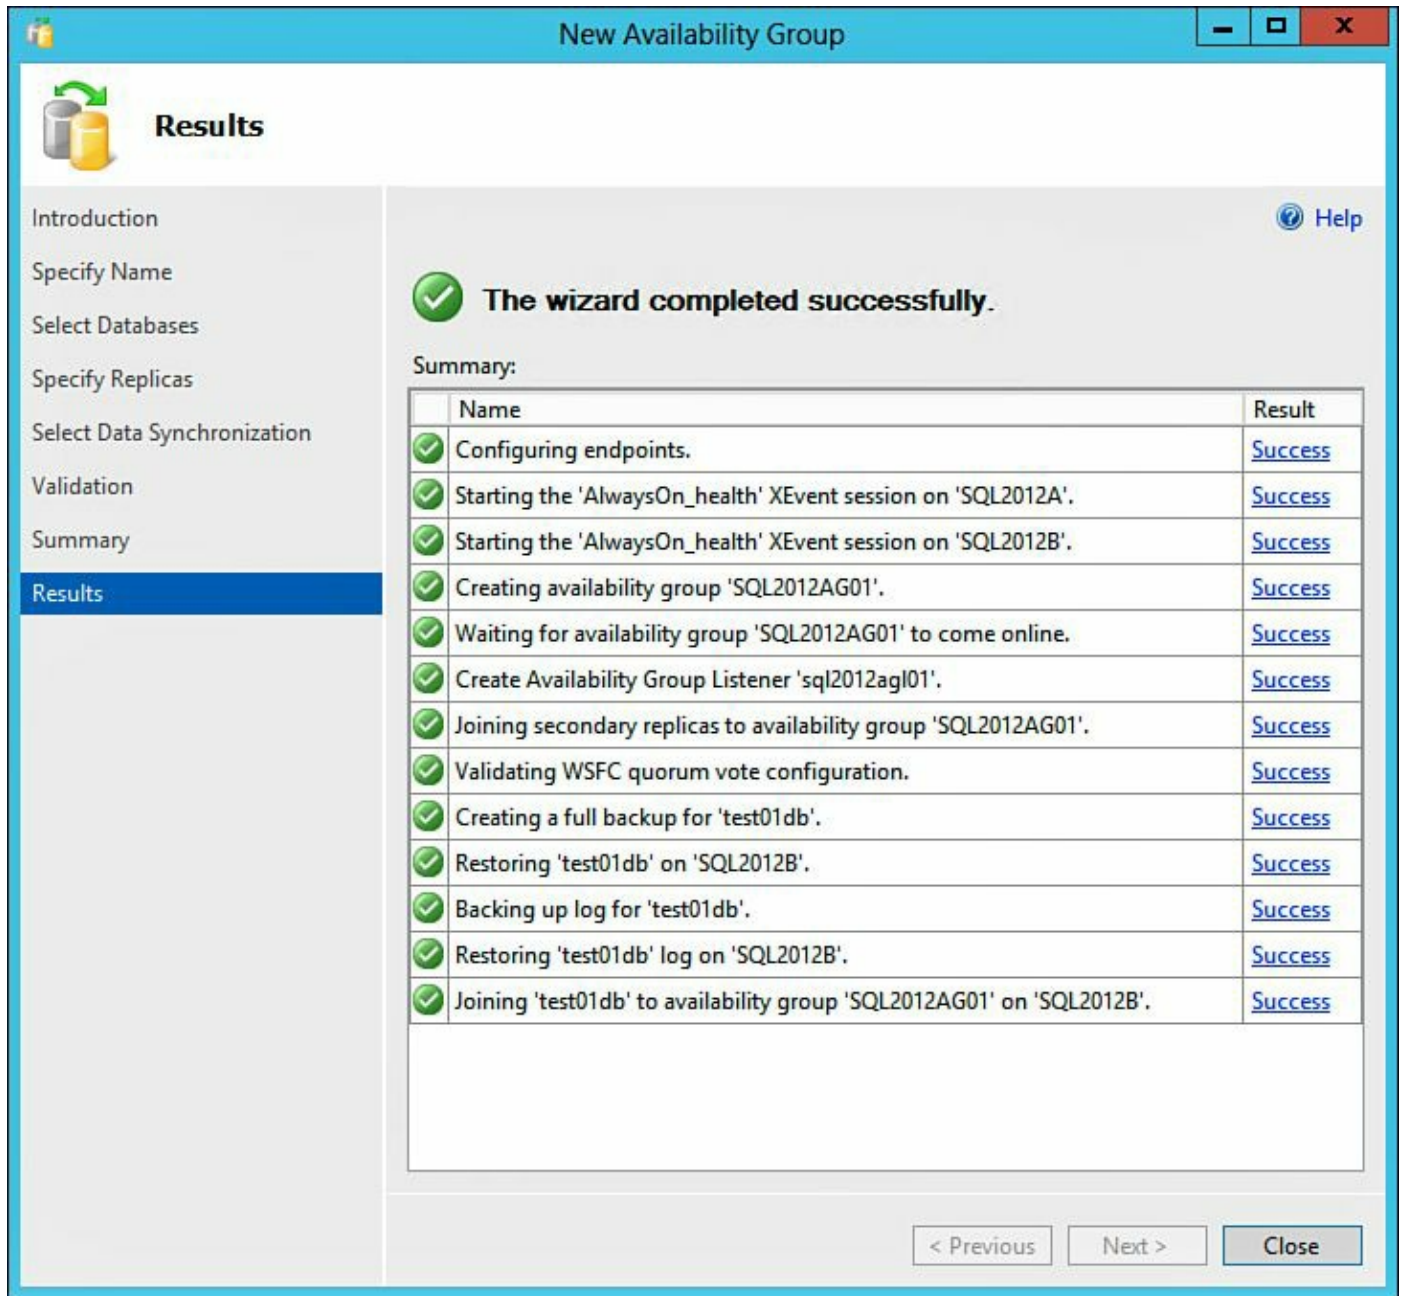 New Availability Group
Results
Introduction
Specify Name
Select Databases
Specify Replicas
Select Data Synchronization
Validation
Summary
Results
Help
The wizard completed successfully.
Summary:
Name Result
Configuring endpoints. Success
Starting the 'AlwaysOn_health' XEvent session on 'SQL2012A'. Success
Starting the 'AlwaysOn_health' XEvent session on 'SQL2012B'. Success
Creating availability group 'SQL2012AG01'. Success
Waiting for availability group 'SQL2012AG01' to come online. Success
Create Availability Group Listener 'sql2012agl01'. Success
Joining secondary replicas to availability group 'SQL2012AG01'. Success
Validating WSFC quorum vote configuration. Success
Creating a full backup for 'test01db'. Success
Restoring 'test01db' on 'SQL2012B'. Success
Backing up log for 'test01db'. Success
Restoring 'test01db' log on 'SQL2012B'. Success
Joining 'test01db' to availability group 'SQL2012AG01' on 'SQL2012B'. Success
< Previous Next > Close